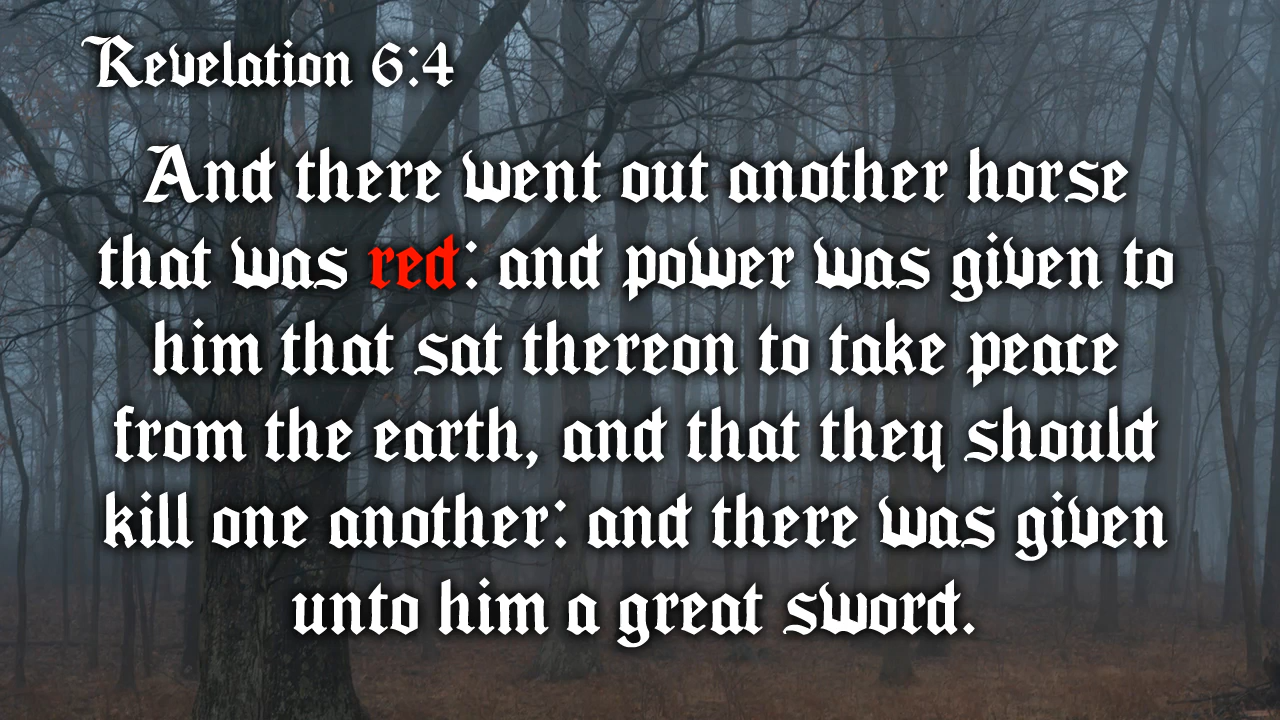 Revelation 6:4
And there went out another horse
that was red: and power was given to
him that sat thereon to take peace
from the earth, and that they should
kill one another: and there was given
unto him a great sword.